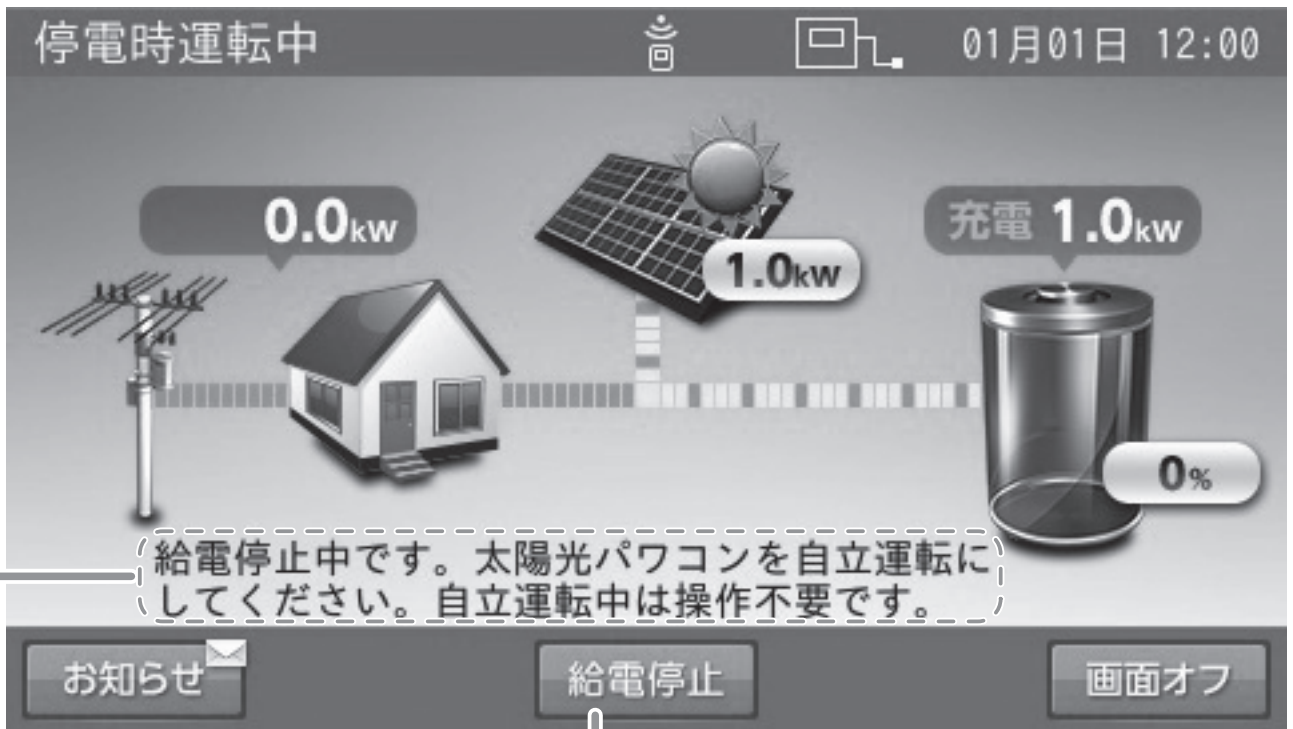 停電時運転中
01月01日 12:00
0.0kW
1.0kW
充電 1.0kW
0%
給電停止中です。太陽光パワコンを自立運転に
してください。自立運転中は操作不要です。
お知らせ
給電停止
画面オフ